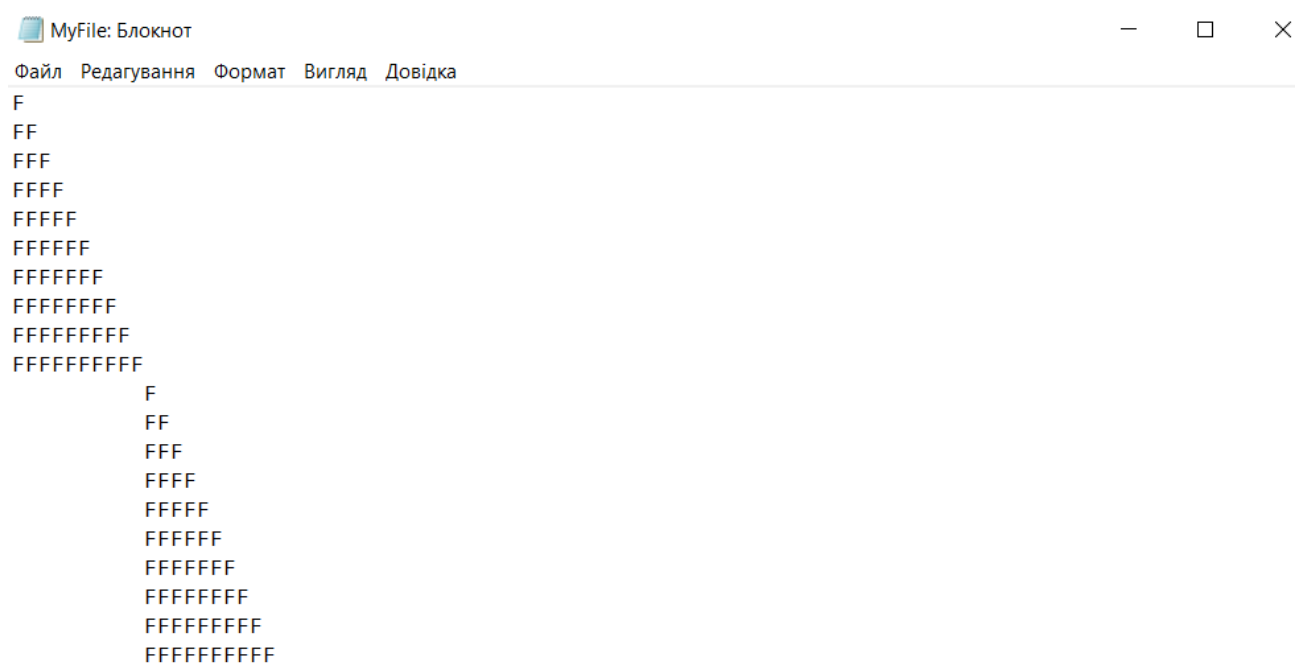 MyFile: Блокнот
Файл Редагування Формат Вигляд Довідка
F
FF
FFF
FFFF
FFFFF
FFFFFF
FFFFFFF
FFFFFFFF
FFFFFFFFF
FFFFFFFFFF
F
FF
FFF
FFFF
FFFFF
FFFFFF
FFFFFFF
FFFFFFFF
FFFFFFFFF
FFFFFFFFFF